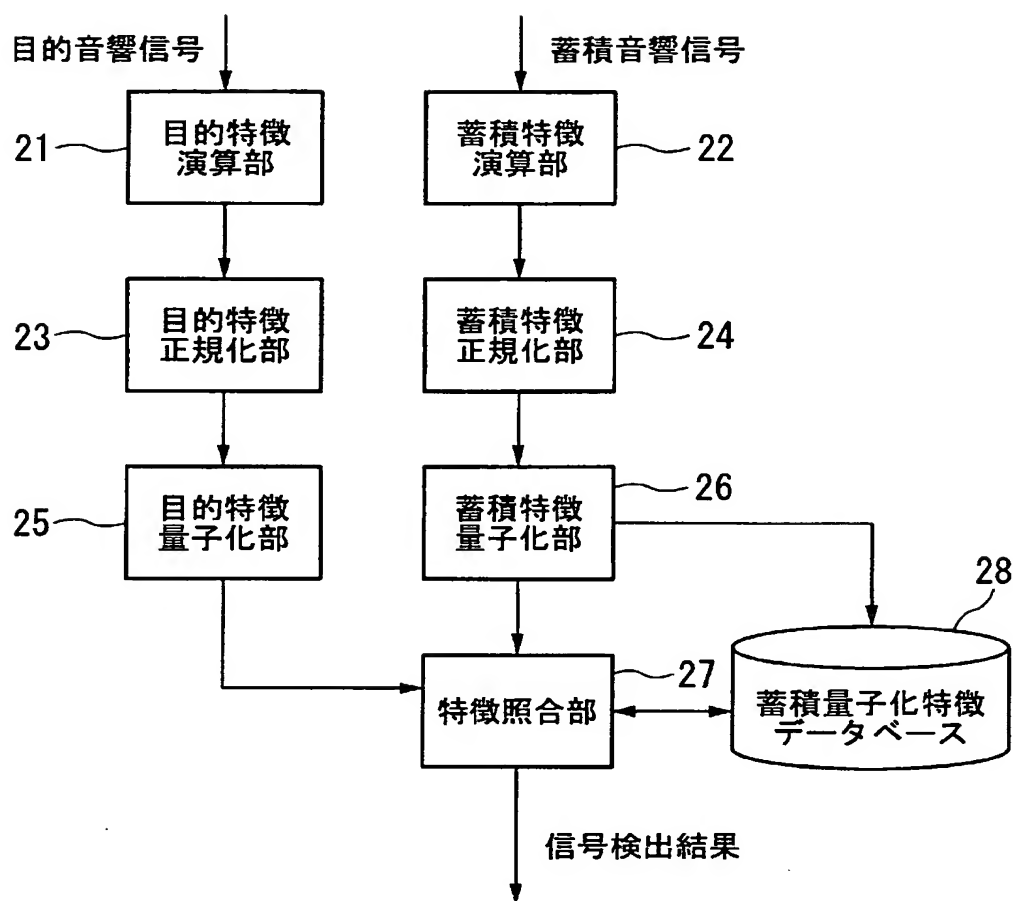 目的音響信号
蓄積音響信号
21
目的特徴
演算部
蓄積特徴
演算部
22
23
目的特徴
正規化部
蓄積特徴
正規化部
24
25
目的特徴
量子化部
蓄積特徴
量子化部
26
28
特徴照合部
27
蓄積量子化特徴
データベース
信号検出結果